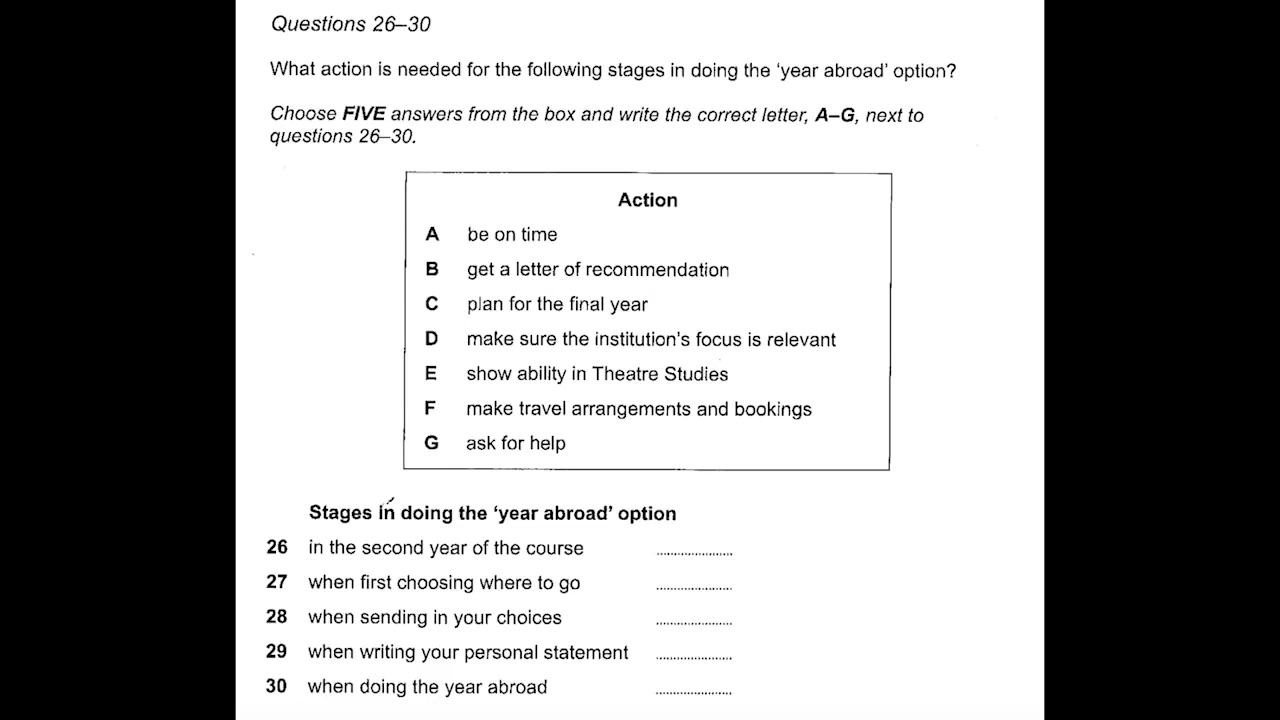 Questions 26–30
What action is needed for the following stages in doing the ‘year abroad’ option?
Choose FIVE answers from the box and write the correct letter, A–G, next to
questions 26–30.
Action
A be on time
B get a letter of recommendation
C plan for the final year
D make sure the institution's focus is relevant
E show ability in Theatre Studies
F make travel arrangements and bookings
G ask for help
Stages in doing the ‘year abroad’ option
26 in the second year of the course ........................
27 when first choosing where to go ........................
28 when sending in your choices ........................
29 when writing your personal statement ........................
30 when doing the year abroad ........................